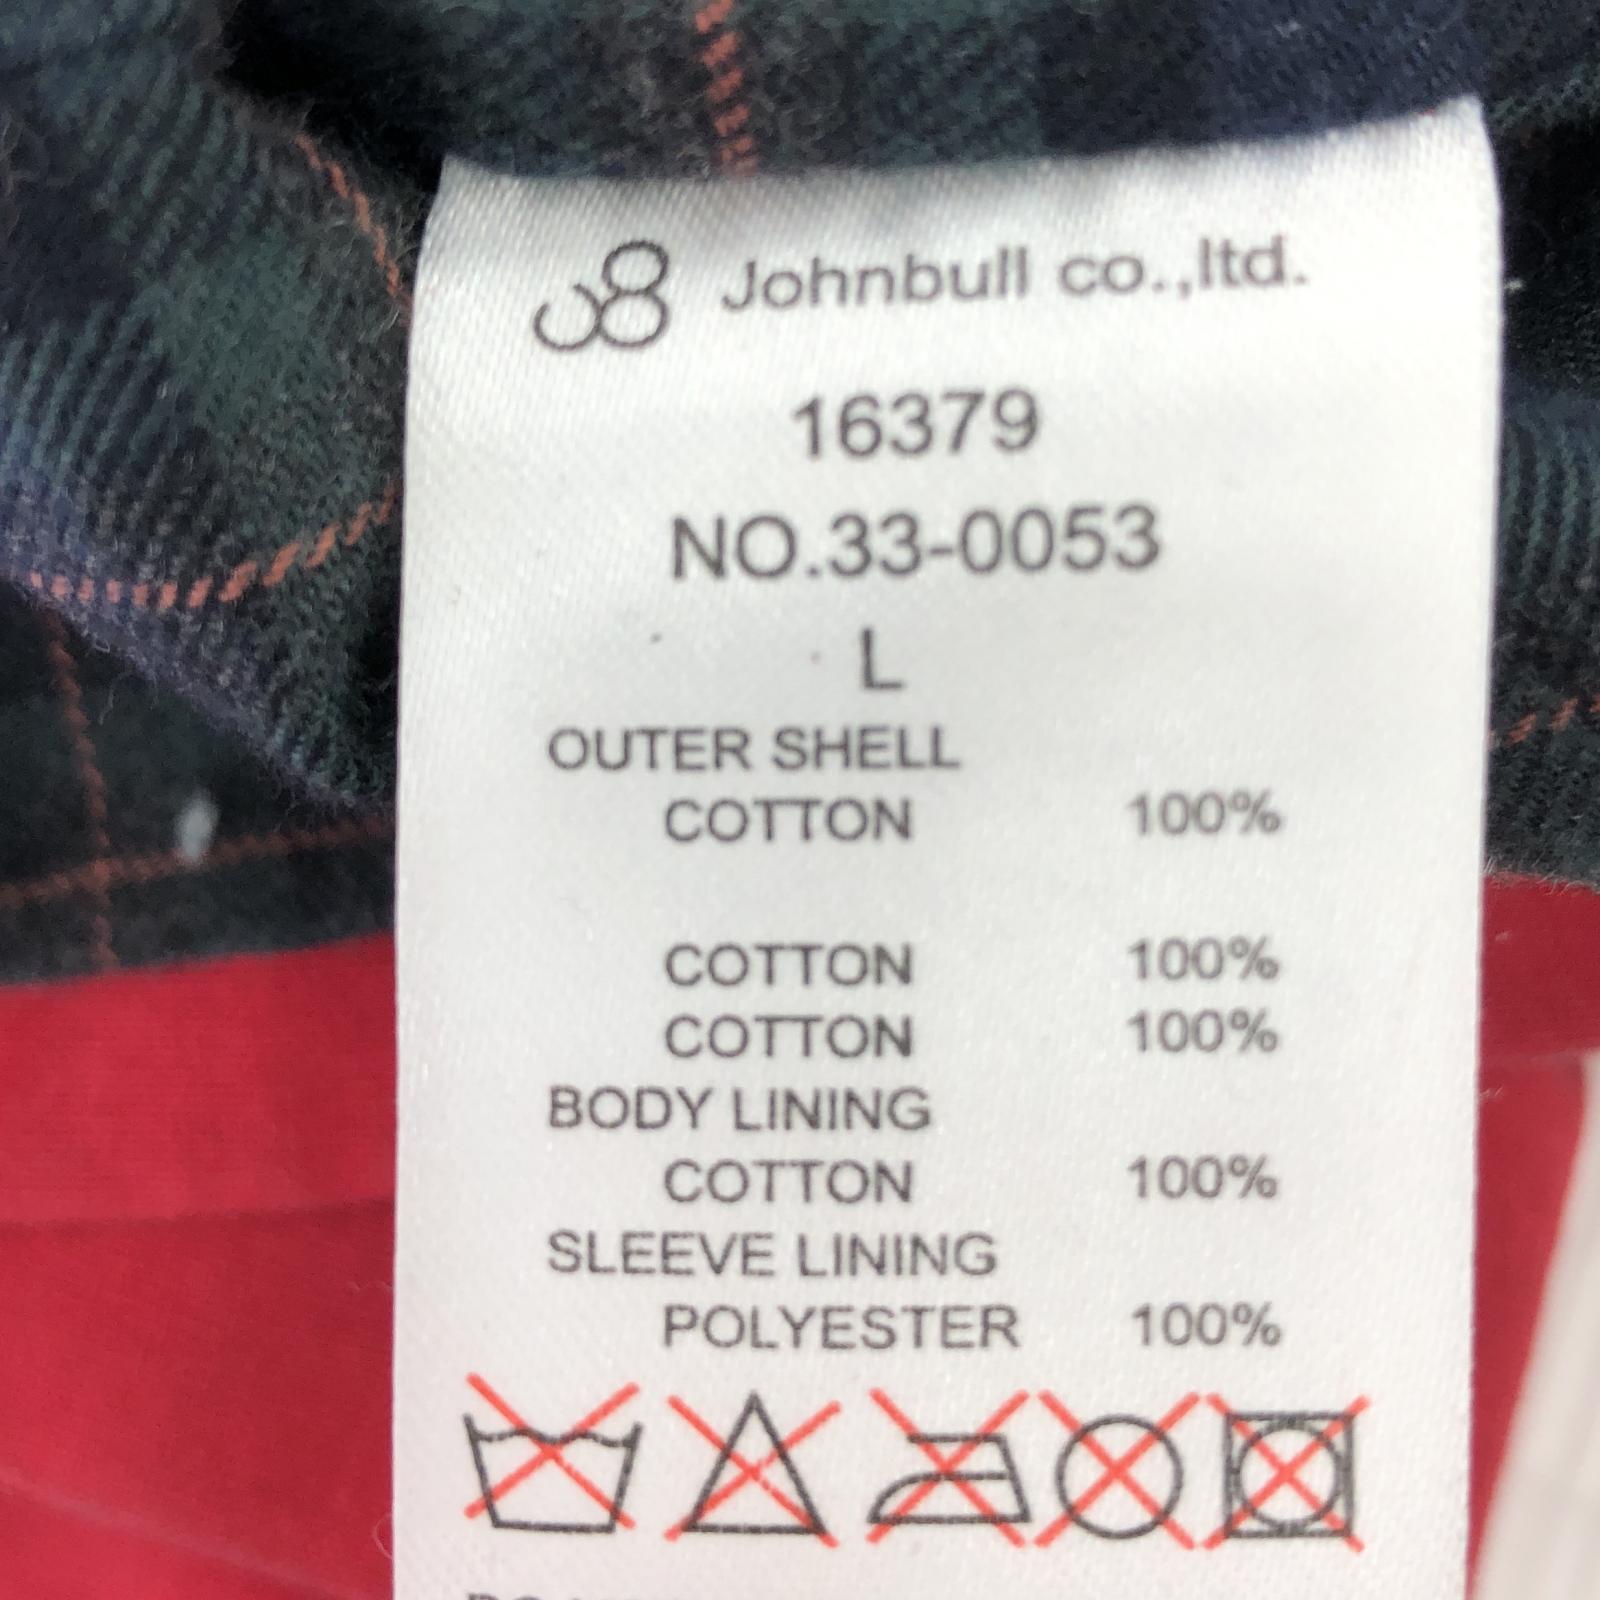 Johnbull co.,ltd.
16379
NO.33-0053
L
OUTER SHELL
COTTON 100%
COTTON 100%
COTTON 100%
BODY LINING
COTTON 100%
SLEEVE LINING
POLYESTER 100%